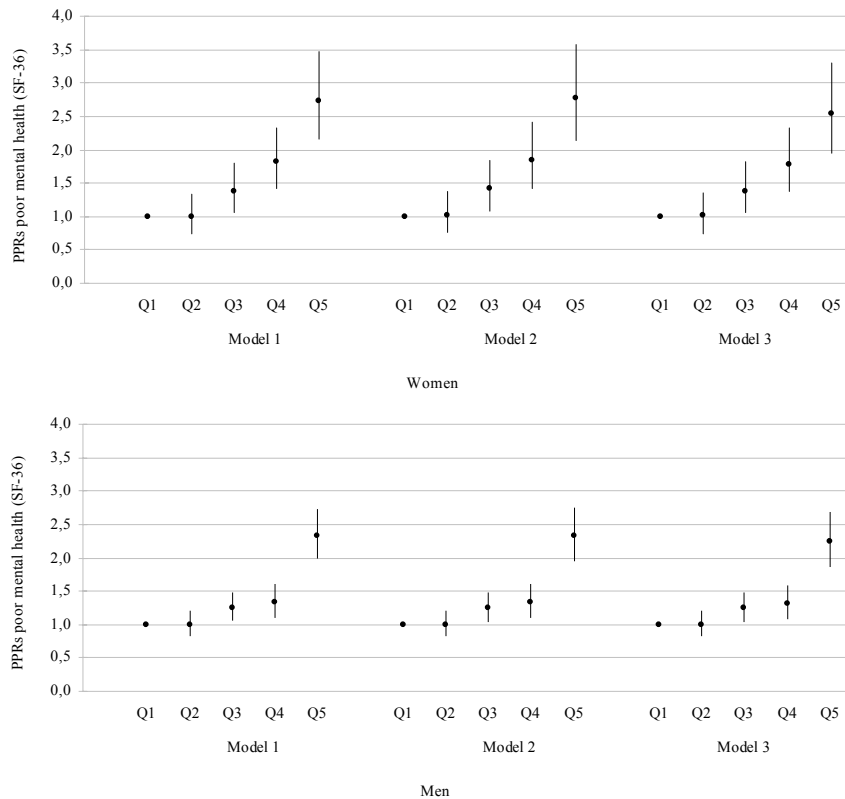 4,0
3,5
3,0
2,5
2,0
1,5
1,0
0,5
0,0
PPRs poor mental health (SF-36)
Q1 Q2 Q3 Q4 Q5 Q1 Q2 Q3 Q4 Q5 Q1 Q2 Q3 Q4 Q5
Model 1 Model 2 Model 3
Women
4,0
3,5
3,0
2,5
2,0
1,5
1,0
0,5
0,0
PPRs poor mental health (SF-36)
Q1 Q2 Q3 Q4 Q5 Q1 Q2 Q3 Q4 Q5 Q1 Q2 Q3 Q4 Q5
Model 1 Model 2 Model 3
Men